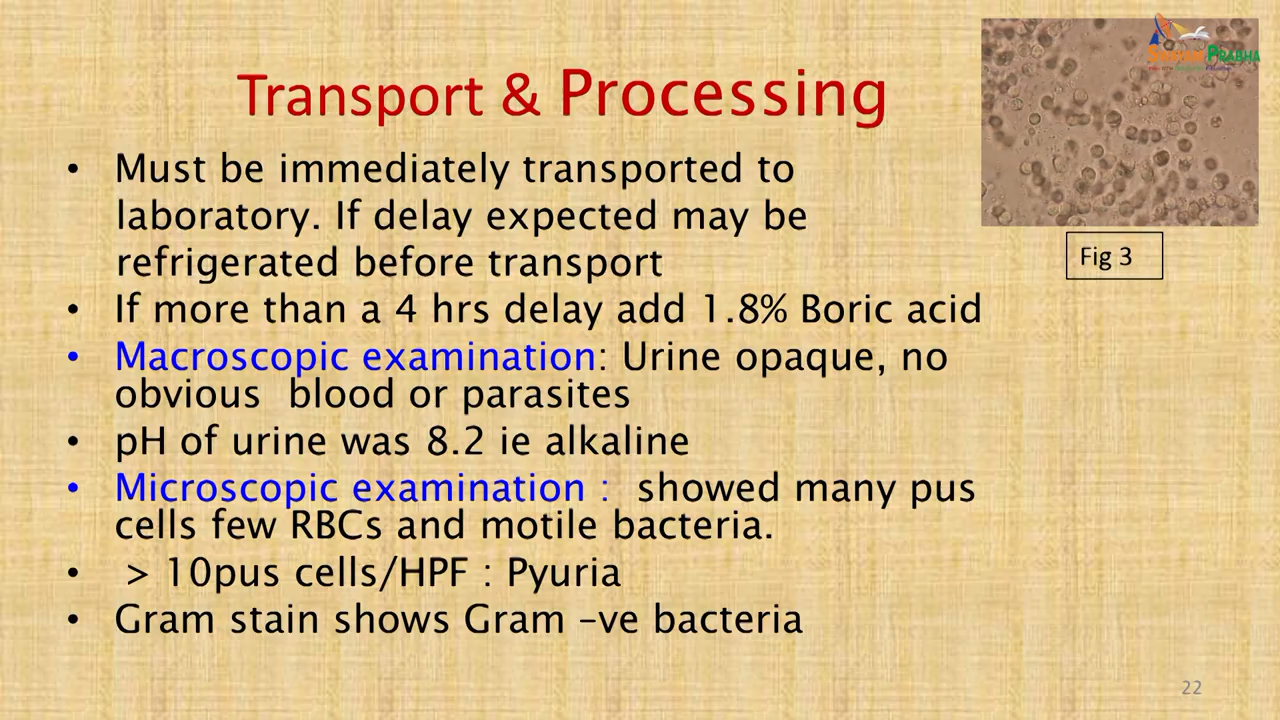 SWAYAM PRABHA
Transport & Processing
• Must be immediately transported to
laboratory. If delay expected may be
refrigerated before transport
• If more than a 4 hrs delay add 1.8% Boric acid
• Macroscopic examination: Urine opaque, no
obvious blood or parasites
• pH of urine was 8.2 ie alkaline
• Microscopic examination : showed many pus
cells few RBCs and motile bacteria.
• > 10pus cells/HPF : Pyuria
• Gram stain shows Gram –ve bacteria
Fig 3
22